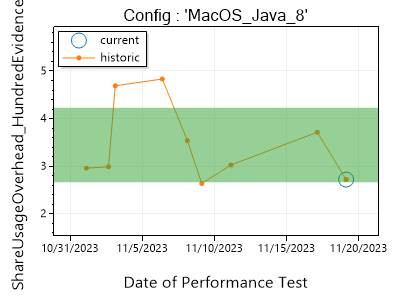 Config : 'MacOS_Java_8'
current
historic
ShareUsageOverhead_HundredEvidence
5
4
3
2
10/31/2023
11/5/2023
11/10/2023
11/15/2023
11/20/2023
Date of Performance Test